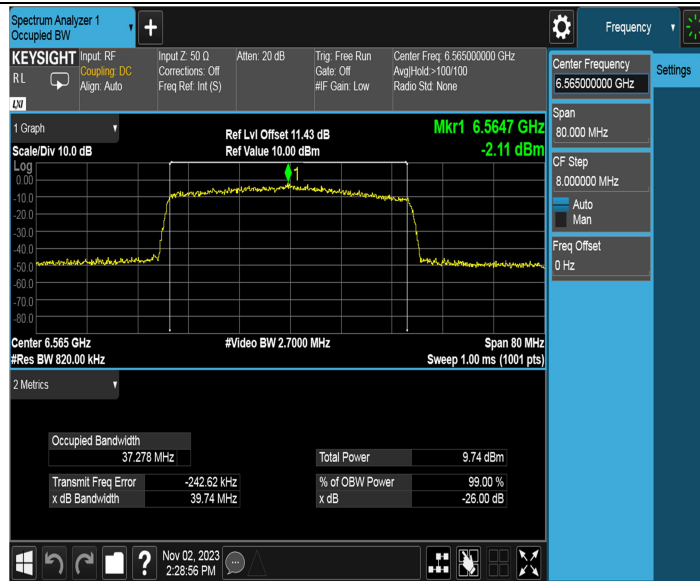 Spectrum Analyzer 1
Occupied BW
+
Frequency
KEYSIGHT
RL
LXI
Input: RF
Coupling: DC
Align: Auto
Input Z: 50 Ω
Corrections: Off
Freq Ref: Int (S)
Atten: 20 dB
Trig: Free Run
Gate: Off
#IF Gain: Low
Center Freq: 6.565000000 GHz
Avg|Hold:>100/100
Radio Std: None
Center Frequency
6.565000000 GHz
Settings
Span
80.000 MHz
CF Step
8.000000 MHz
Auto
Man
Freq Offset
0 Hz
1 Graph
Scale/Div 10.0 dB
Ref Lvl Offset 11.43 dB
Ref Value 10.00 dBm
Mkr1 6.5647 GHz
-2.11 dBm
Log
0.00
-10.0
-20.0
-30.0
-40.0
-50.0
-60.0
-70.0
-80.0
1
Center 6.565 GHz
#Res BW 820.00 kHz
#Video BW 2.7000 MHz
Span 80 MHz
Sweep 1.00 ms (1001 pts)
2 Metrics
Occupied Bandwidth
37.278 MHz
Transmit Freq Error -242.62 kHz
x dB Bandwidth 39.74 MHz
Total Power 9.74 dBm
% of OBW Power 99.00 %
x dB -26.00 dB
?
Nov 02, 2023
2:28:56 PM